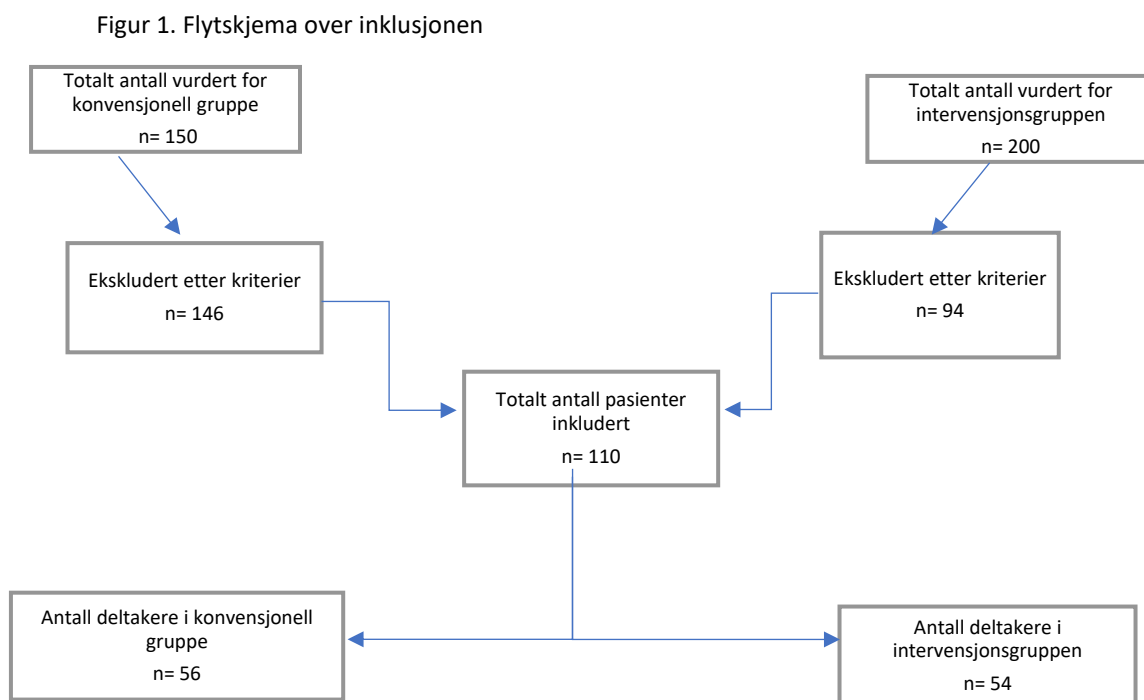 Figur 1. Flytskjema over inklusjonen
Totalt antall vurdert for
konvensjonell gruppe
n= 150
Totalt antall vurdert for
intervensjonsgruppen
n= 200
Ekskludert etter kriterier
n= 146
Ekskludert etter kriterier
n= 94
Totalt antall pasienter
inkludert
n= 110
Antall deltakere i konvensjonell
gruppe
n= 56
Antall deltakere i
intervensjonsgruppen
n= 54